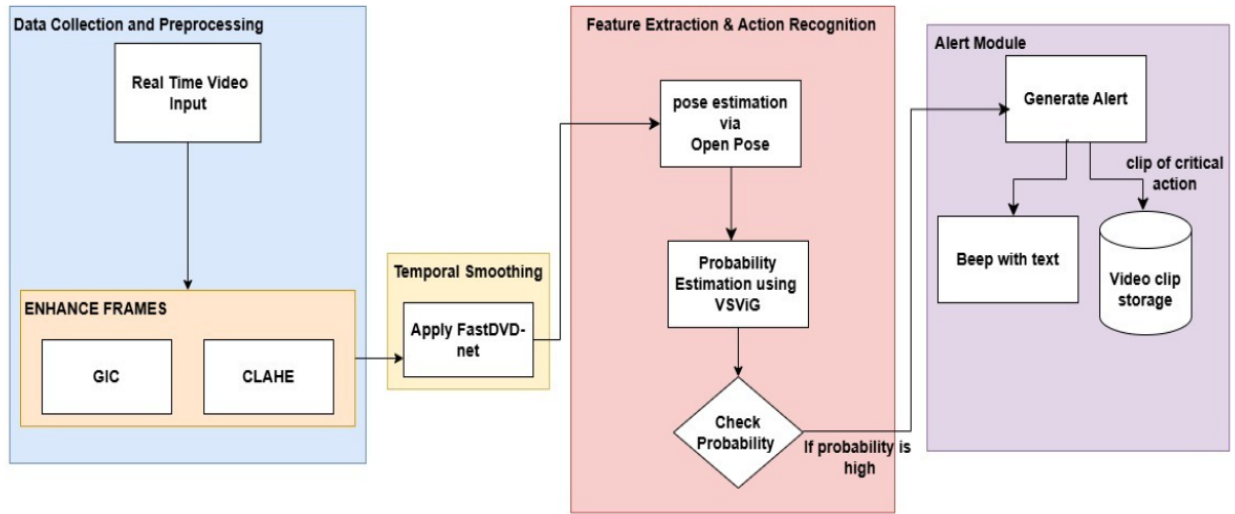 Data Collection and Preprocessing
Real Time Video
Input
ENHANCE FRAMES
GIC
CLAHE
Temporal Smoothing
Apply FastDVD-
net
Feature Extraction & Action Recognition
pose estimation
via
Open Pose
Probability
Estimation using
VSViG
Check
Probability
If probability is
high
Alert Module
Generate Alert
clip of critical
action
Beep with text
Video clip
storage